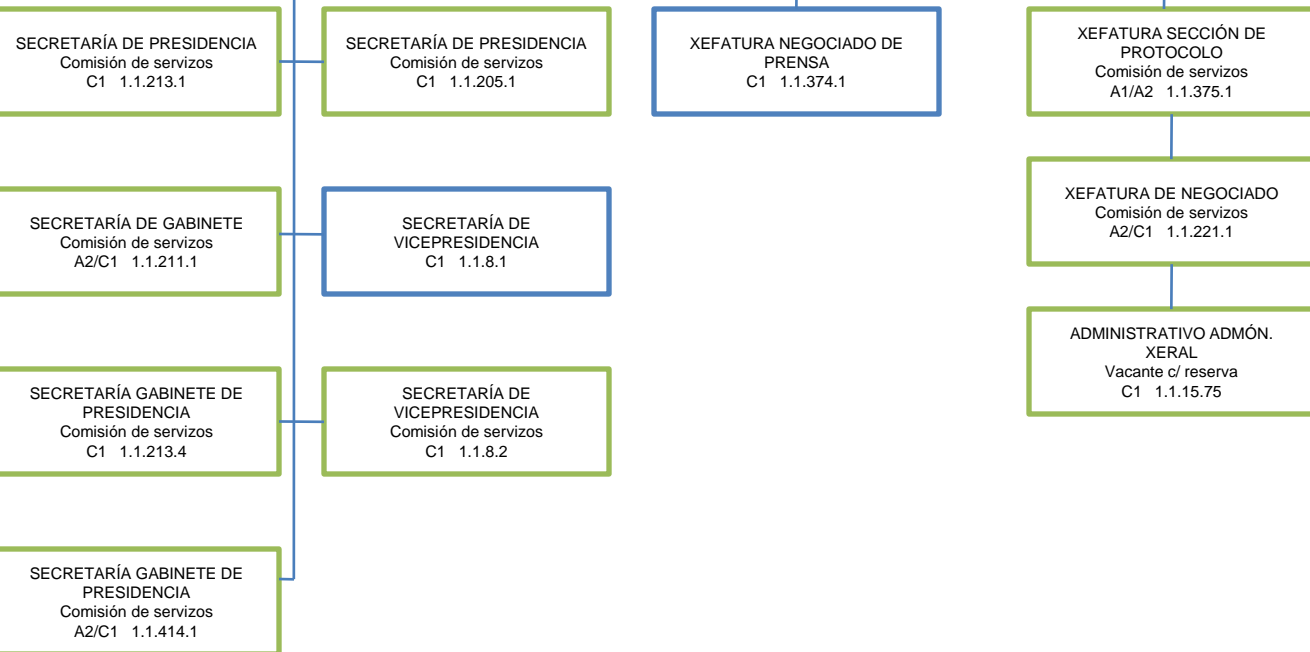 SECRETARÍA DE PRESIDENCIA
Comisión de servizos
C1 1.1.213.1
SECRETARÍA DE PRESIDENCIA
Comisión de servizos
C1 1.1.205.1
XEFATURA NEGOCIADO DE
PRENSA
C1 1.1.374.1
XEFATURA SECCIÓN DE
PROTOCOLO
Comisión de servizos
A1/A2 1.1.375.1
SECRETARÍA DE GABINETE
Comisión de servizos
A2/C1 1.1.211.1
SECRETARÍA DE
VICEPRESIDENCIA
C1 1.1.8.1
XEFATURA DE NEGOCIADO
Comisión de servizos
A2/C1 1.1.221.1
SECRETARÍA GABINETE DE
PRESIDENCIA
Comisión de servizos
C1 1.1.213.4
SECRETARÍA DE
VICEPRESIDENCIA
Comisión de servizos
C1 1.1.8.2
ADMINISTRATIVO ADMÓN.
XERAL
Vacante c/ reserva
C1 1.1.15.75
SECRETARÍA GABINETE DE
PRESIDENCIA
Comisión de servizos
A2/C1 1.1.414.1